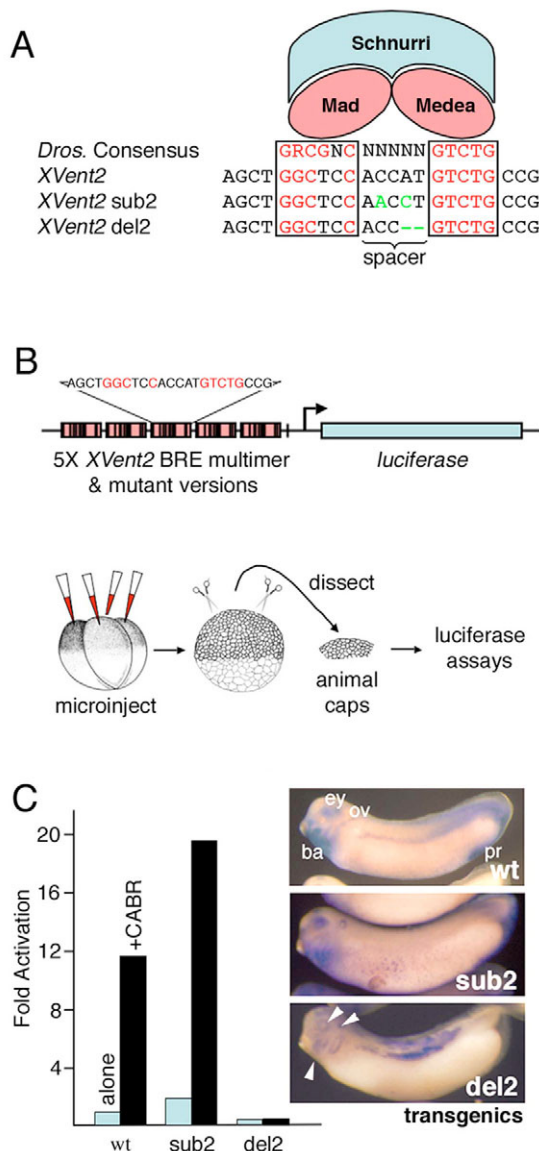 A
Schnurri
Mad Medea
Dros. Consensus GRCGNC NNNNN GTCTG
XVent2 AGCT GGCTCC ACCAT GTCTG CCG
XVent2 sub2 AGCT GGCTCC AACCT GTCTG CCG
XVent2 del2 AGCT GGCTCC ACC-- GTCTG CCG
spacer
B
AGCTGGCTCCACCATGTCTGCCG
5X XVent2 BRE multimer luciferase
& mutant versions
microinject
dissect
animal
caps
luciferase
assays
C
Fold Activation
20
16
12
8
4
alone
+CABR
wt sub2 del2
ey
ov
ba
pr
wt
sub2
del2
transgenics